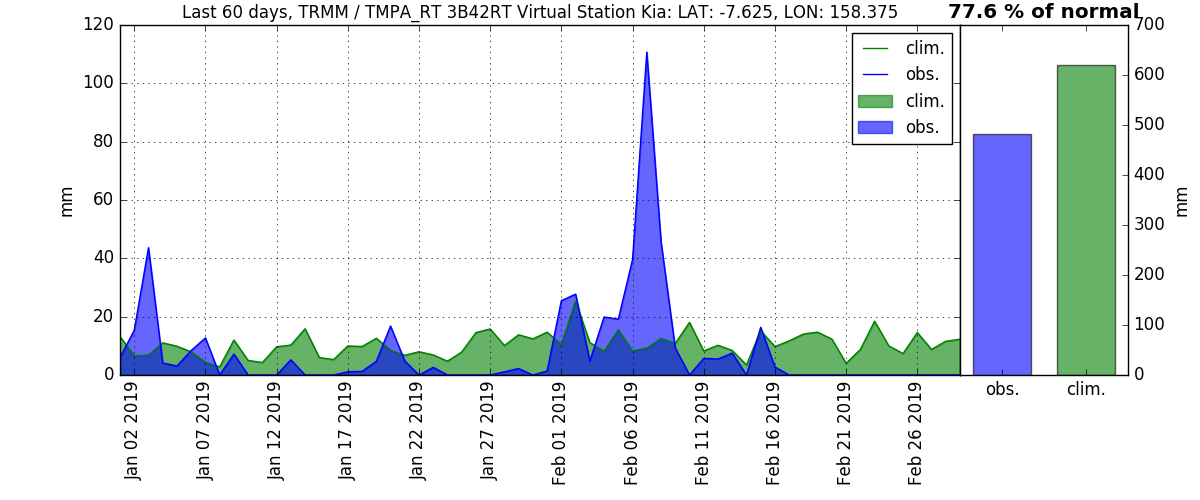 Last 60 days, TRMM / TMPA_RT 3B42RT Virtual Station Kia: LAT: -7.625, LON: 158.375
77.6 % of normal
120
100
80
60
40
20
0
mm
clim.
obs.
clim.
obs.
Jan 02 2019
Jan 07 2019
Jan 12 2019
Jan 17 2019
Jan 22 2019
Jan 27 2019
Feb 01 2019
Feb 06 2019
Feb 11 2019
Feb 16 2019
Feb 21 2019
Feb 26 2019
700
600
500
400
300
200
100
0
mm
obs.
clim.